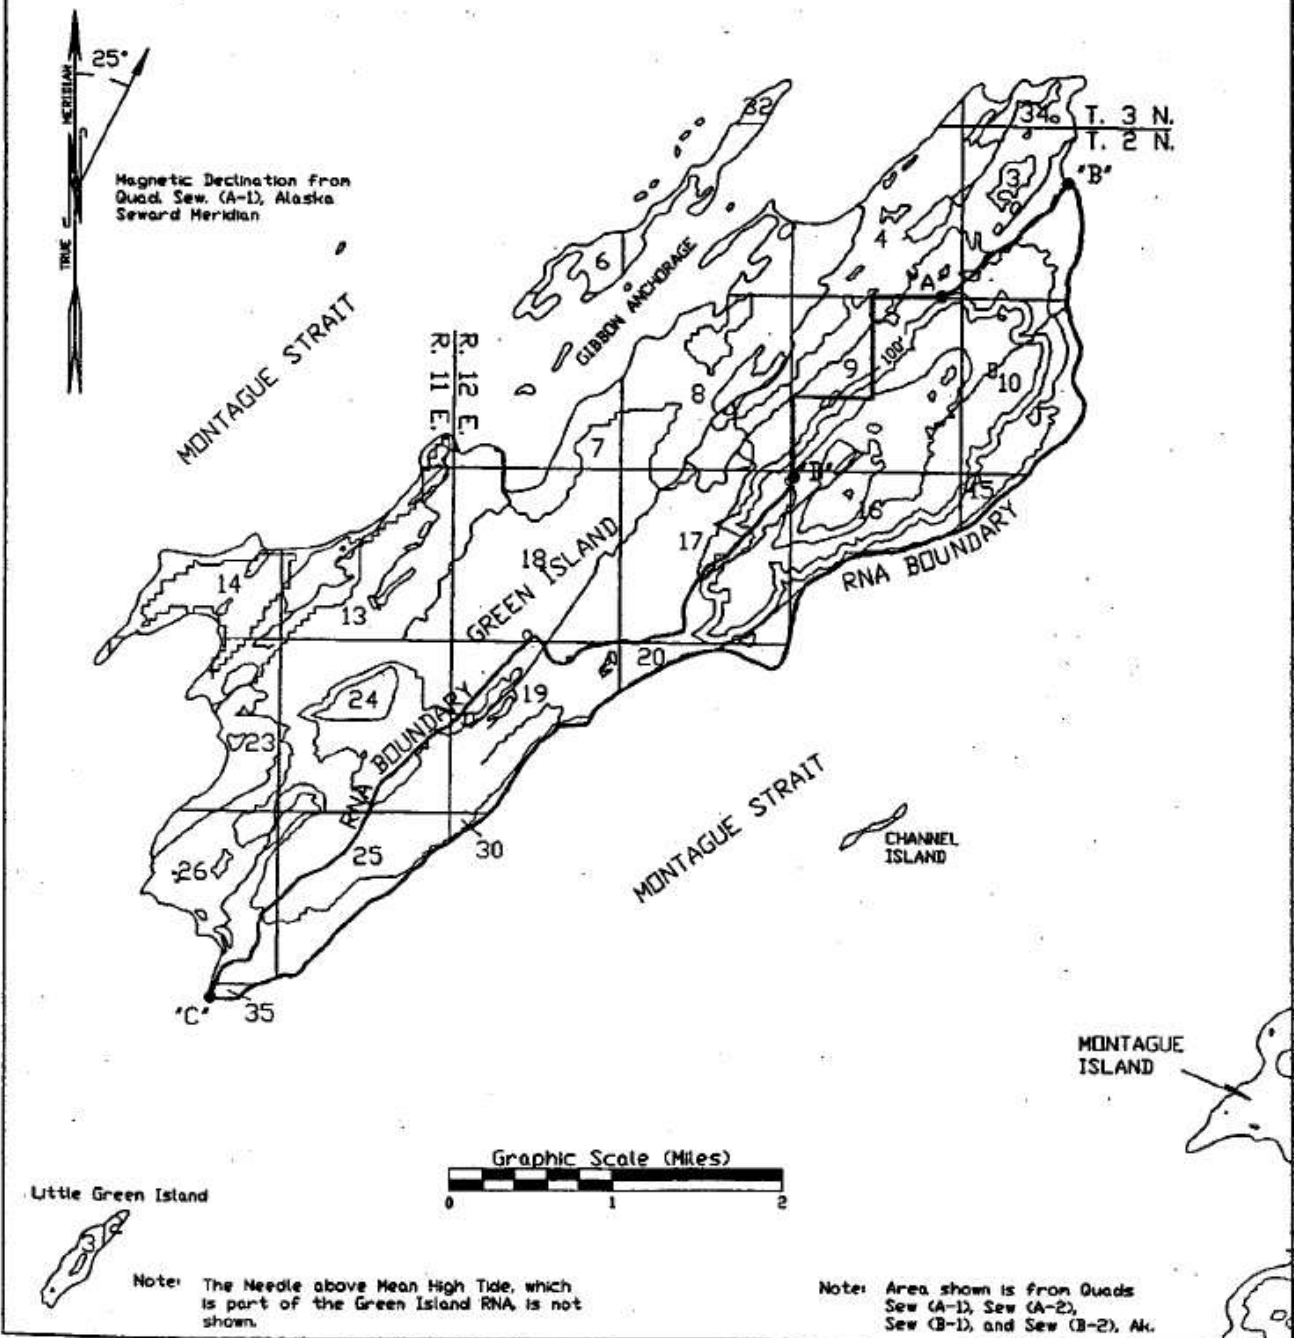 25°
TRUE MERIDIAN
Magnetic Declination from
Quad. Sew. (A-1), Alaska
Seward Meridian
32
34
T. 3 N.
T. 2 N.
3
"B"
4
6
GIBBON ANCHORAGE
A
MONTAGUE STRAIT
R. 12 E.
R. 11 E.
100'
9
10
8
7
"D"
15
16
17
18
GREEN ISLAND
RNA BOUNDARY
14
13
20
19
24
23
RNA BOUNDARY
MONTAGUE STRAIT
CHANNEL
ISLAND
30
25
26
"C"
35
MONTAGUE
ISLAND
Graphic Scale (Miles)
0 1 2
Little Green Island
3
Note: The Needle above Mean High Tide, which
is part of the Green Island RNA, is not
shown.
Note: Area shown is from Quads
Sew (A-1), Sew (A-2),
Sew (B-1), and Sew (B-2), Ak.